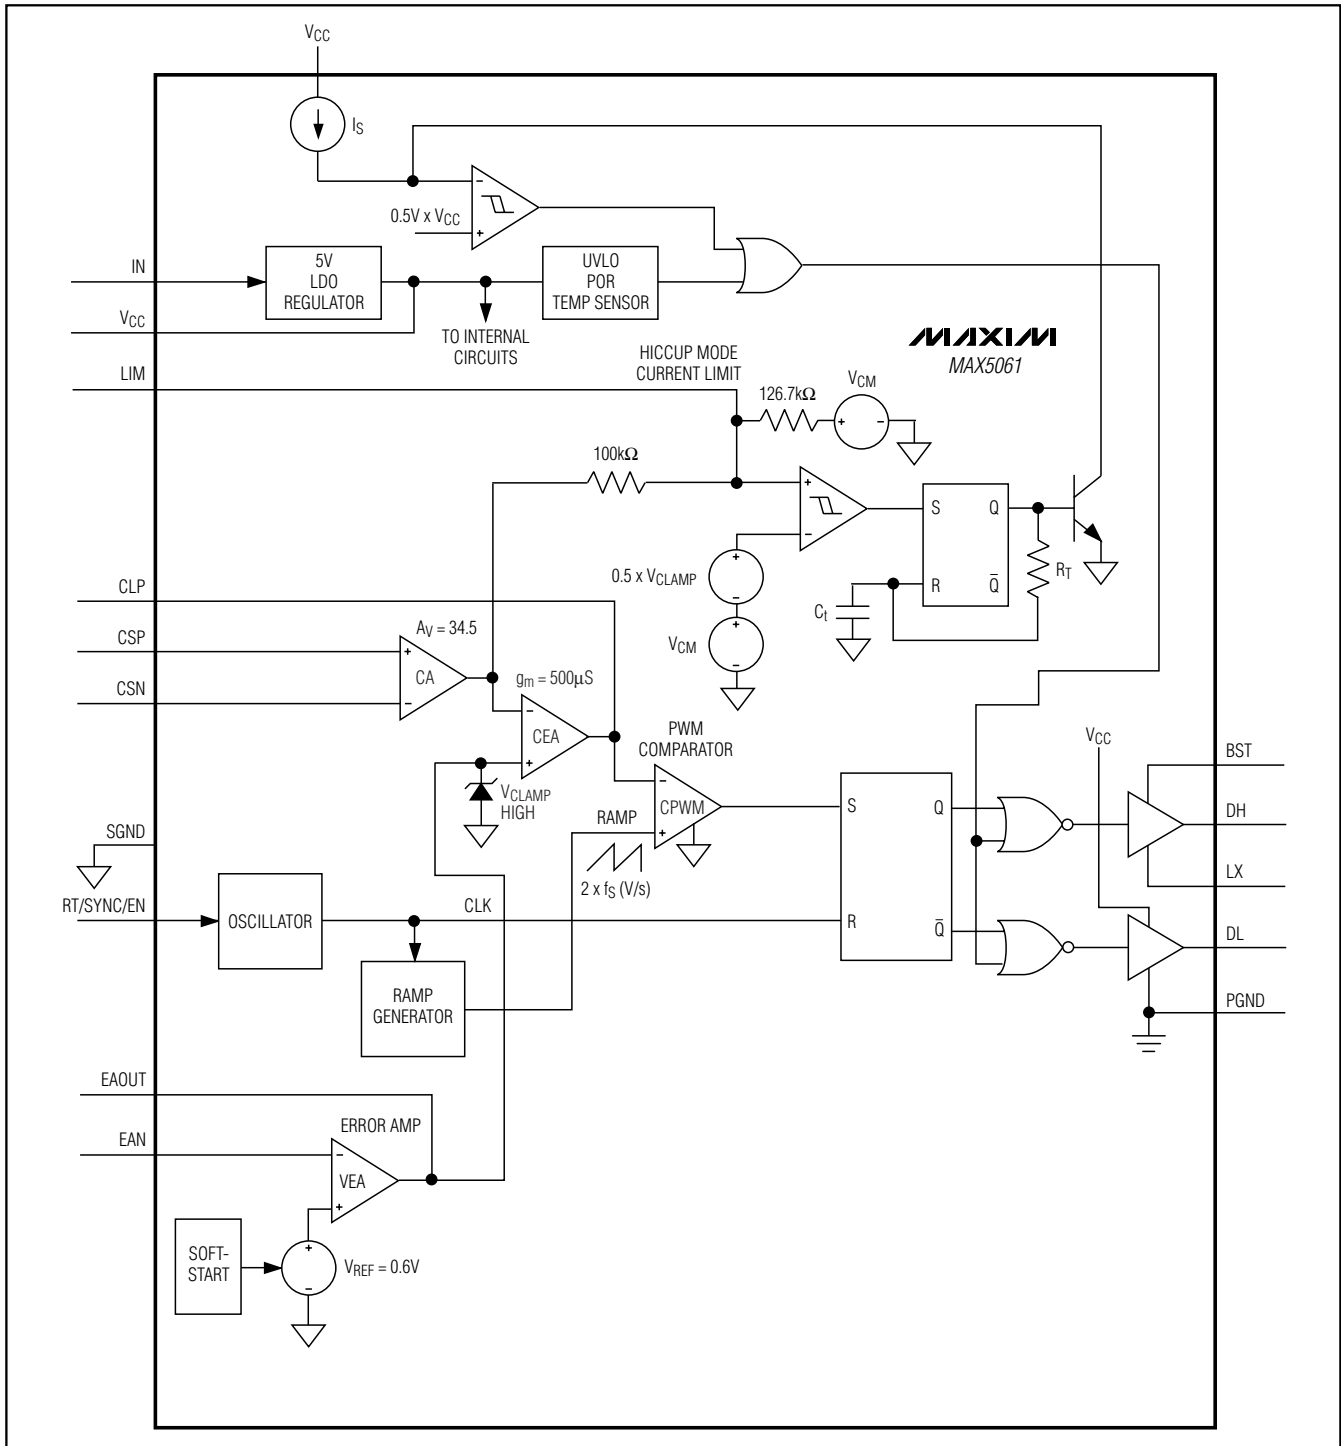 VCC
IS
−
0.5V x VCC
+
IN
5V
LDO
REGULATOR
UVLO
POR
TEMP SENSOR
VCC
TO INTERNAL
CIRCUITS
MAXIM
MAX5061
LIM
HICCUP MODE
CURRENT LIMIT
126.7kΩ
VCM
+
−
100kΩ
+
−
S
Q
R
Q̅
RT
Ct
+
0.5 x VCLAMP
−
+
VCM
−
CLP
CSP
AV = 34.5
+
CA
−
CSN
gm = 500µS
−
CEA
+
VCLAMP
HIGH
PWM
COMPARATOR
−
CPWM
+
RAMP
2 x fS (V/s)
VCC
BST
S
Q
DH
LX
SGND
RT/SYNC/EN
OSCILLATOR
CLK
R
Q̅
DL
RAMP
GENERATOR
PGND
EAOUT
ERROR AMP
EAN
−
VEA
+
SOFT-
START
+
−
VREF = 0.6V